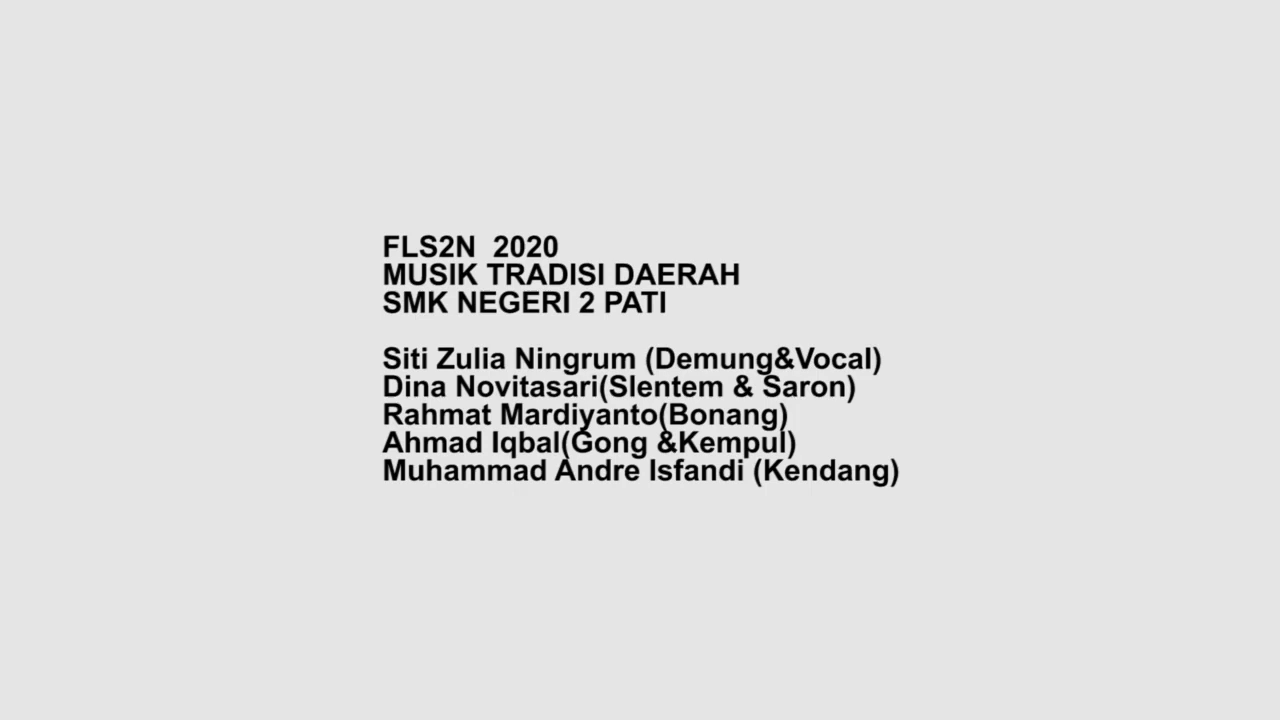 FLS2N  2020
MUSIK TRADISI DAERAH
SMK NEGERI 2 PATI
Siti Zulia Ningrum (Demung&Vocal)
Dina Novitasari(Slentem & Saron)
Rahmat Mardiyanto(Bonang)
Ahmad Iqbal(Gong &Kempul)
Muhammad Andre Isfandi (Kendang)